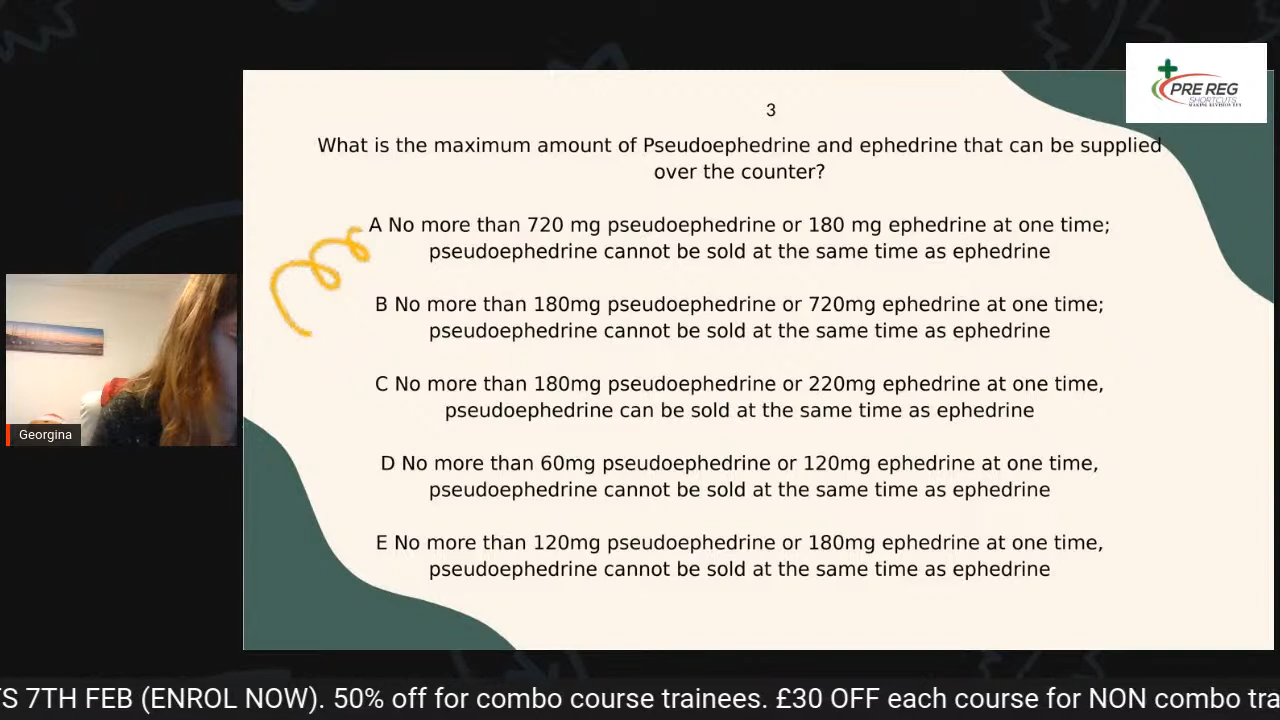 PRE REG
SHORTCUTS
3
What is the maximum amount of Pseudoephedrine and ephedrine that can be supplied
over the counter?
A No more than 720 mg pseudoephedrine or 180 mg ephedrine at one time;
pseudoephedrine cannot be sold at the same time as ephedrine
B No more than 180mg pseudoephedrine or 720mg ephedrine at one time;
pseudoephedrine cannot be sold at the same time as ephedrine
C No more than 180mg pseudoephedrine or 220mg ephedrine at one time,
pseudoephedrine can be sold at the same time as ephedrine
D No more than 60mg pseudoephedrine or 120mg ephedrine at one time,
pseudoephedrine cannot be sold at the same time as ephedrine
E No more than 120mg pseudoephedrine or 180mg ephedrine at one time,
pseudoephedrine cannot be sold at the same time as ephedrine
Georgina
TS 7TH FEB (ENROL NOW). 50% off for combo course trainees. £30 OFF each course for NON combo tra